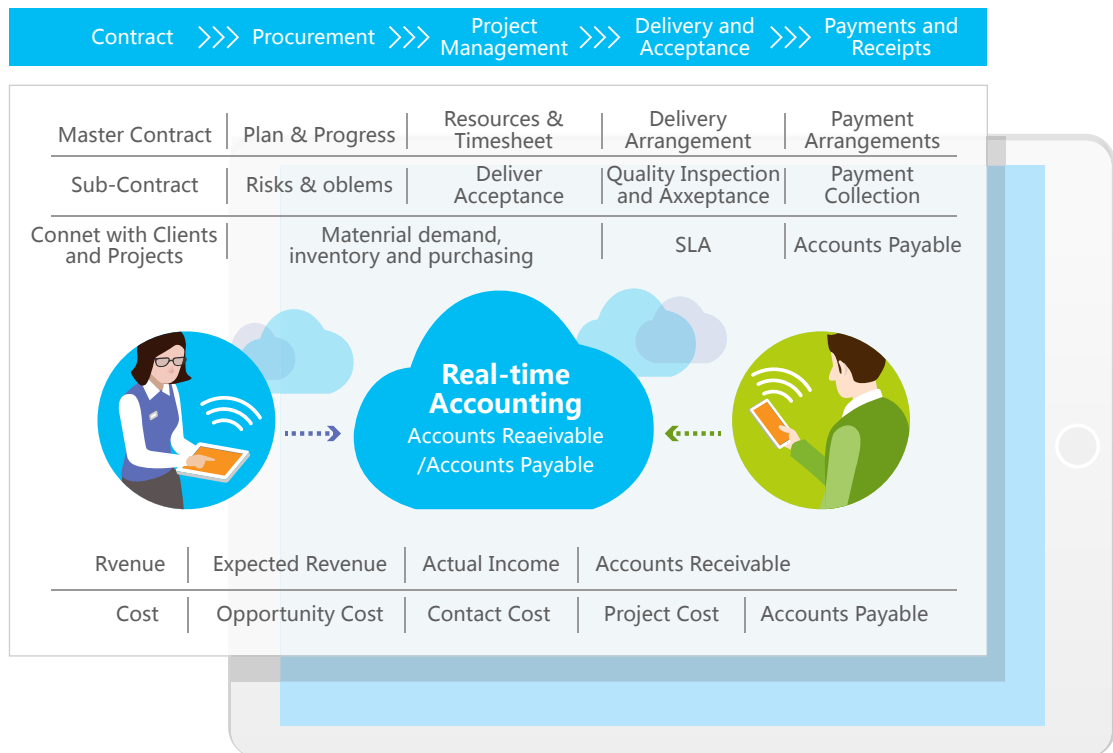 Contract >>> Procurement >>> Project Management >>> Delivery and Acceptance >>> Payments and Receipts
Master Contract | Plan & Progress | Resources & Timesheet | Delivery Arrangement | Payment Arrangements
Sub-Contract | Risks & oblems | Deliver Acceptance | Quality Inspection and Axxeptance | Payment Collection
Connet with Clients and Projects | Matenrial demand, inventory and purchasing | SLA | Accounts Payable
Real-time
Accounting
Accounts Reaeivable
/Accounts Payable
Rvenue | Expected Revenue | Actual Income | Accounts Receivable
Cost | Opportunity Cost | Contact Cost | Project Cost | Accounts Payable